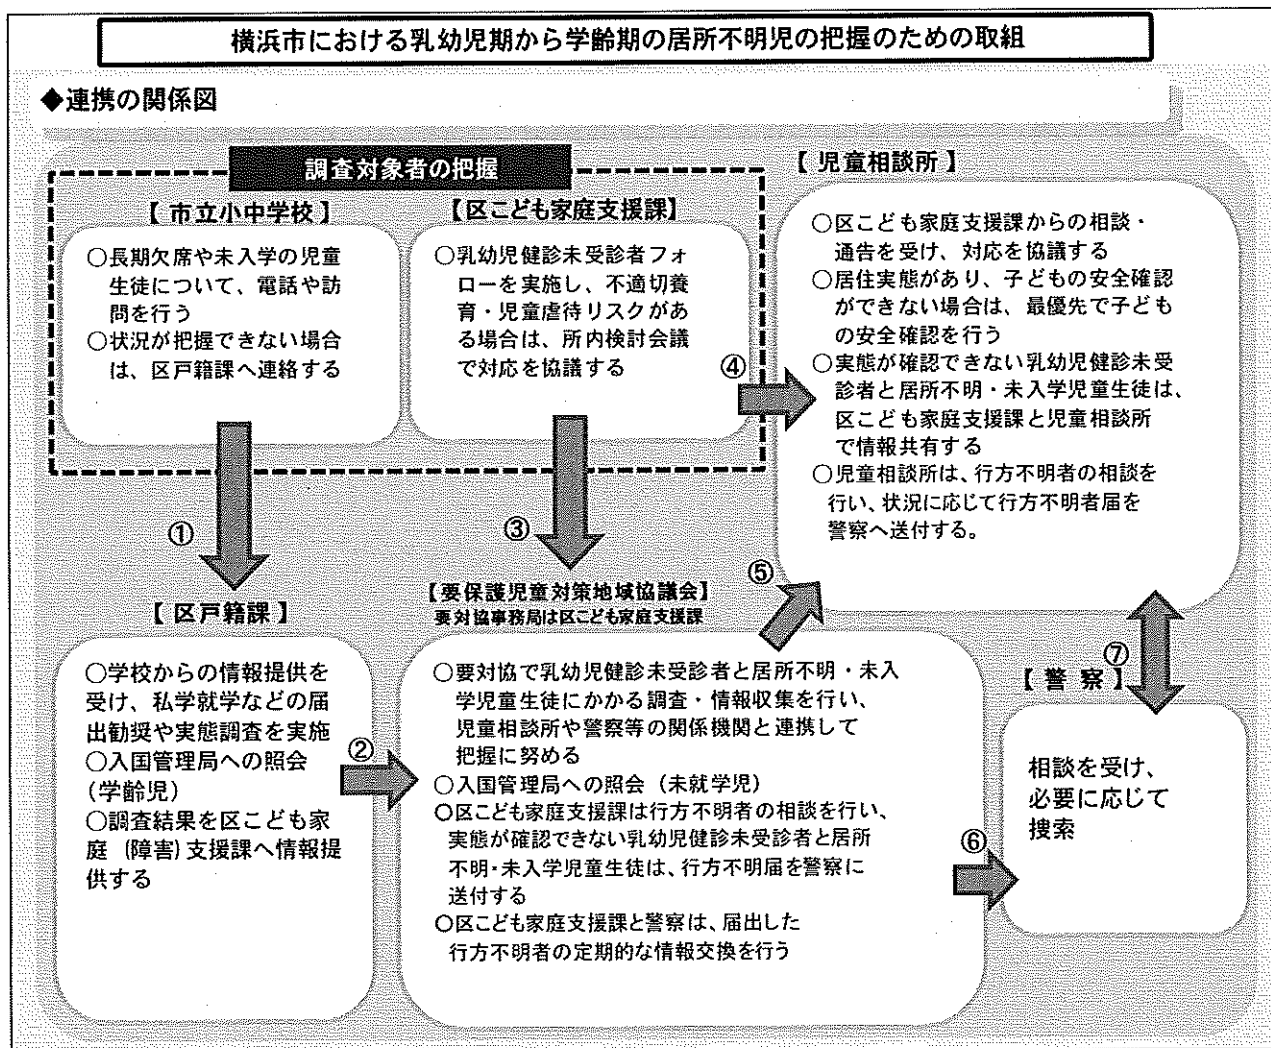 横浜市における乳幼児期から学齢期の居所不明児の把握のための取組
◆連携の関係図
調査対象者の把握
【 市立小中学校 】
○長期欠席や未入学の児童
生徒について、電話や訪
問を行う
○状況が把握できない場合
は、区戸籍課へ連絡する
【区こども家庭支援課】
○乳幼児健診未受診者フォ
ローを実施し、不適切養
育・児童虐待リスクがあ
る場合は、所内検討会議
で対応を協議する
④
【 児童相談所 】
○区こども家庭支援課からの相談・
通告を受け、対応を協議する
○居住実態があり、子どもの安全確認
ができない場合は、最優先で子ども
の安全確認を行う
○実態が確認できない乳幼児健診未受
診者と居所不明・未入学児童生徒は、
区こども家庭支援課と児童相談所
で情報共有する
○児童相談所は、行方不明者の相談を
行い、状況に応じて行方不明者届を
警察へ送付する。
①
③
⑤
【 区戸籍課 】
○学校からの情報提供を
受け、私学就学などの届
出勧奨や実態調査を実施
○入国管理局への照会
(学齢児)
○調査結果を区こども家
庭 (障害)支援課へ情報提
供する
②
【要保護児童対策地域協議会】
要対協事務局は区こども家庭支援課
○要対協で乳幼児健診未受診者と居所不明・未入
学児童生徒にかかる調査・情報収集を行い、
児童相談所や警察等の関係機関と連携して
把握に努める
○入国管理局への照会 (未就学児)
○区こども家庭支援課は行方不明者の相談を行い、
実態が確認できない乳幼児健診未受診者と居所
不明・未入学児童生徒は、行方不明届を警察に
送付する
○区こども家庭支援課と警察は、届出した
行方不明者の定期的な情報交換を行う
⑥
⑦
【 警 察 】
相談を受け、
必要に応じて
捜索